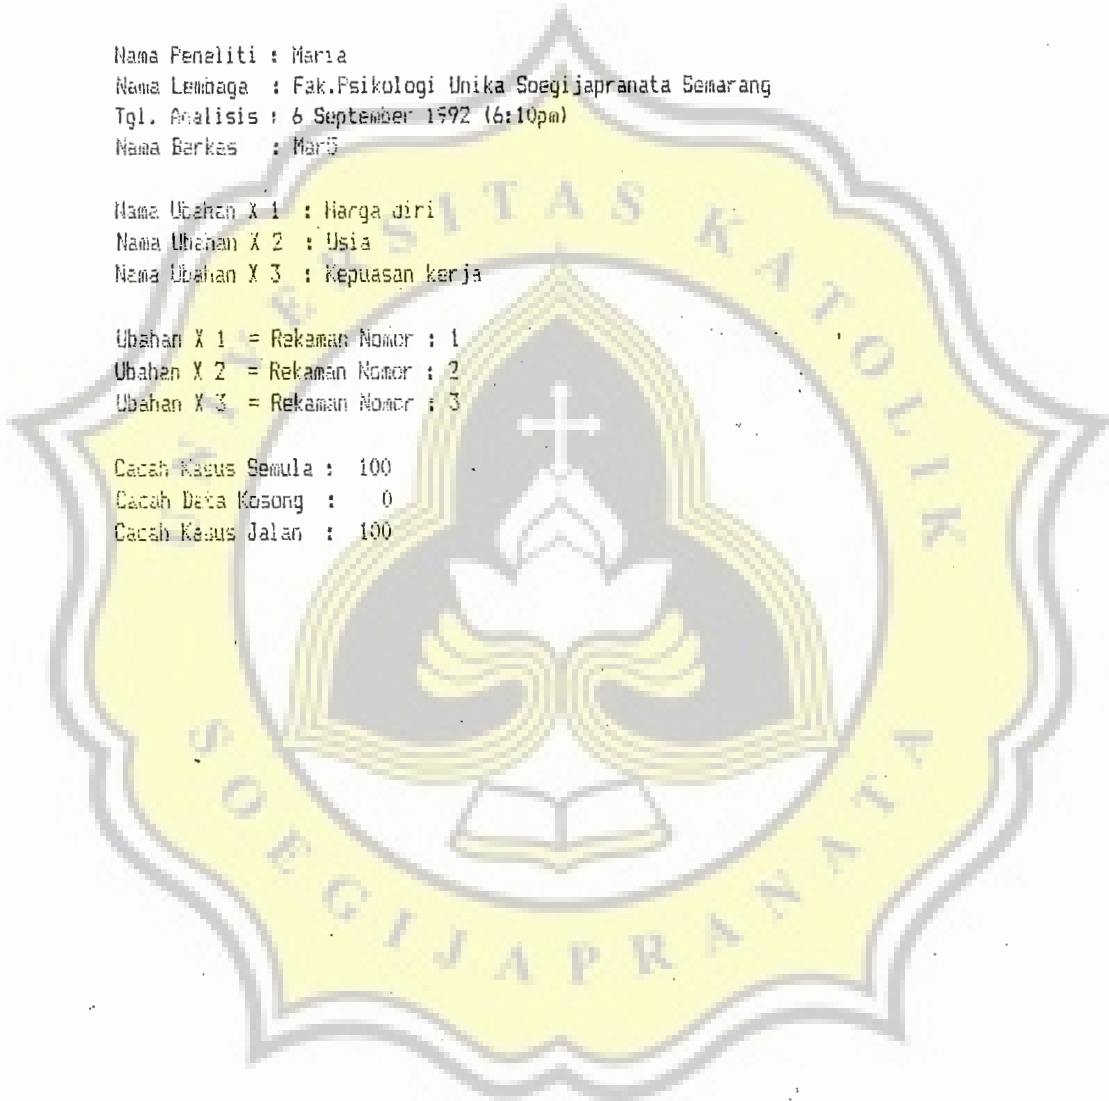 Nama Peneliti : Maria
Nama Lembaga : Fak.Psikologi Unika Soegijapranata Semarang
Tgl. Analisis : 6 September 1992 (6:10pm)
Nama Berkas :
Nama Ubahan X 1 : Harga diri
Nama Ubahan X 2 : Usia
Nama Ubahan X 3 : Kepuasan kerja
Ubahan X 1 = Rekaman Nomor : 1
Ubahan X 2 = Rekaman Nomor : 2
Ubahan X 3 = Rekaman Nomor : 3
Cacah Kasus Semula : 100
Cacah Data Kosong : 0
Cacah Kasus Jalan : 100
UNIVERSITAS KATOLIK
SOEGIJAPRANATA